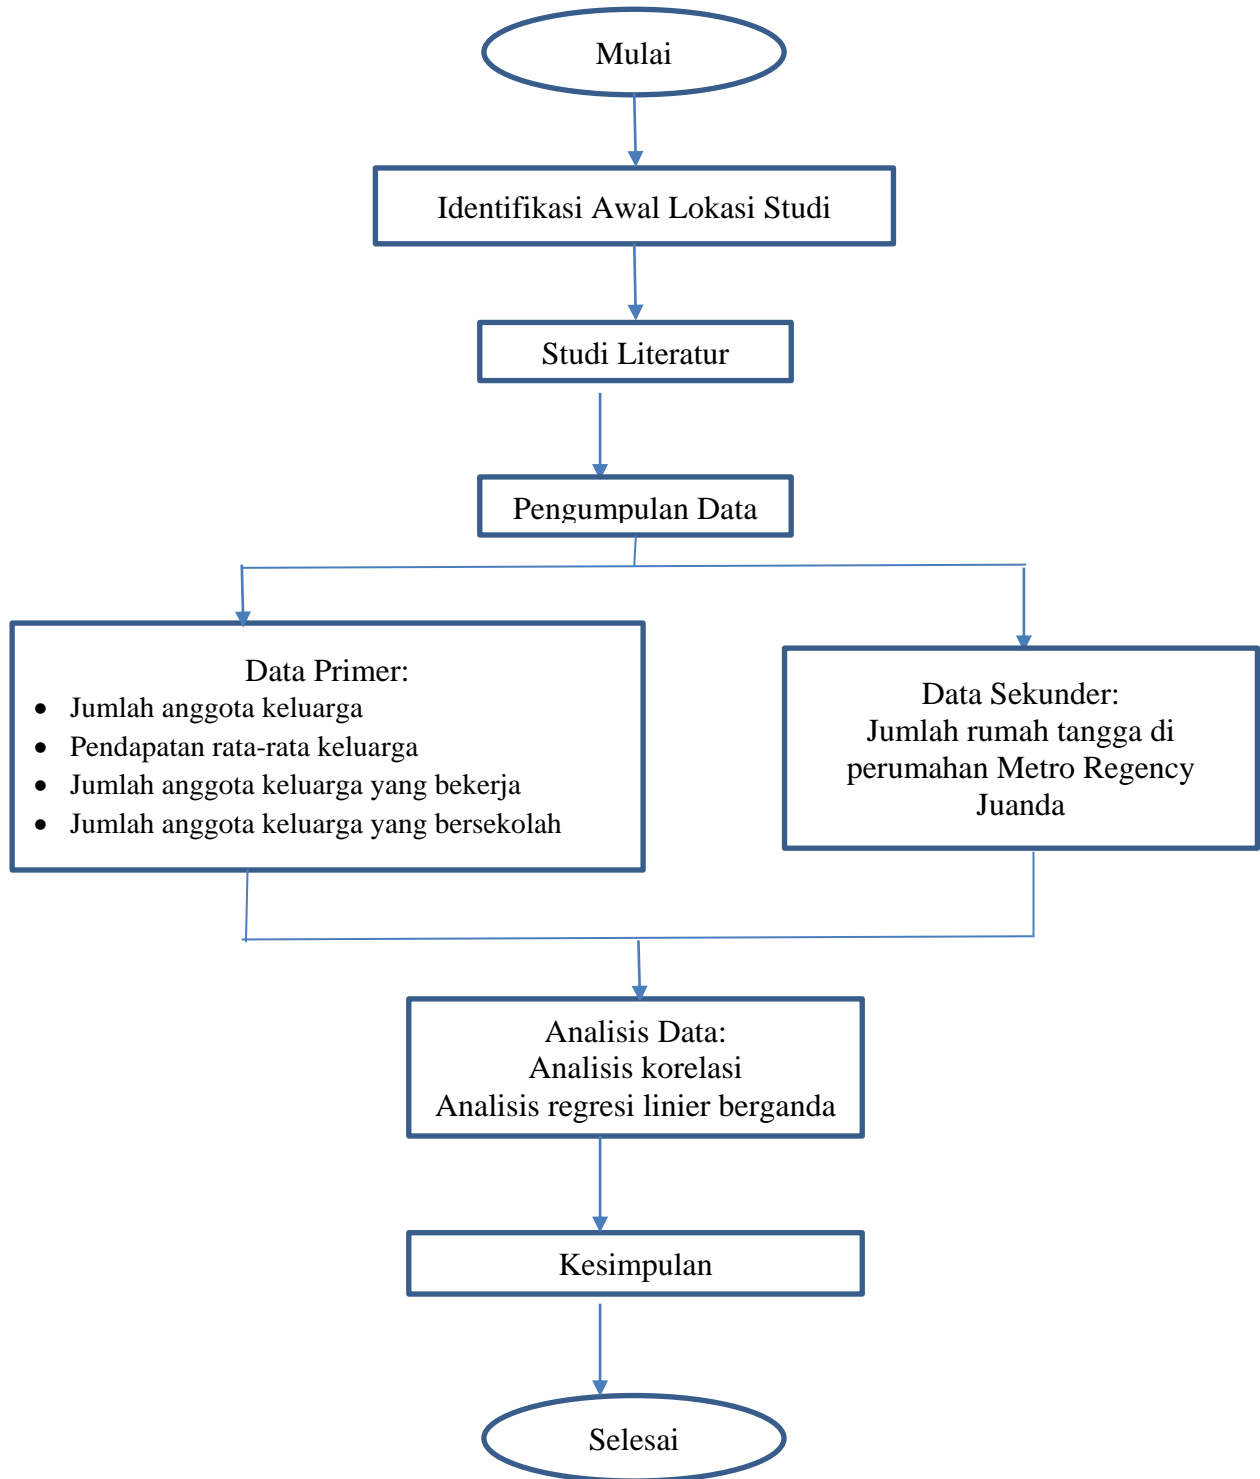 Mulai
Identifikasi Awal Lokasi Studi
Studi Literatur
Pengumpulan Data
Data Primer:
• Jumlah anggota keluarga
• Pendapatan rata-rata keluarga
• Jumlah anggota keluarga yang bekerja
• Jumlah anggota keluarga yang bersekolah
Data Sekunder:
Jumlah rumah tangga di
perumahan Metro Regency
Juanda
Analisis Data:
Analisis korelasi
Analisis regresi linier berganda
Kesimpulan
Selesai